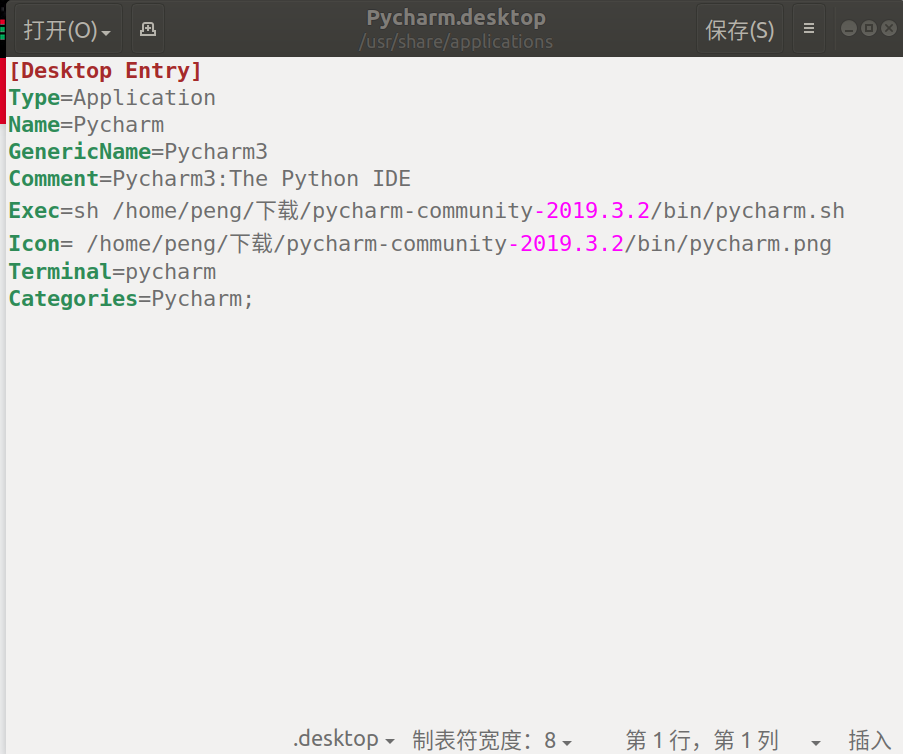 打开(O)
Pycharm.desktop
/usr/share/applications
保存(S)
[Desktop Entry]
Type=Application
Name=Pycharm
GenericName=Pycharm3
Comment=Pycharm3:The Python IDE
Exec=sh /home/peng/下载/pycharm-community-2019.3.2/bin/pycharm.sh
Icon= /home/peng/下载/pycharm-community-2019.3.2/bin/pycharm.png
Terminal=pycharm
Categories=Pycharm;
.desktop 制表符宽度：8 第 1 行，第 1 列 插入